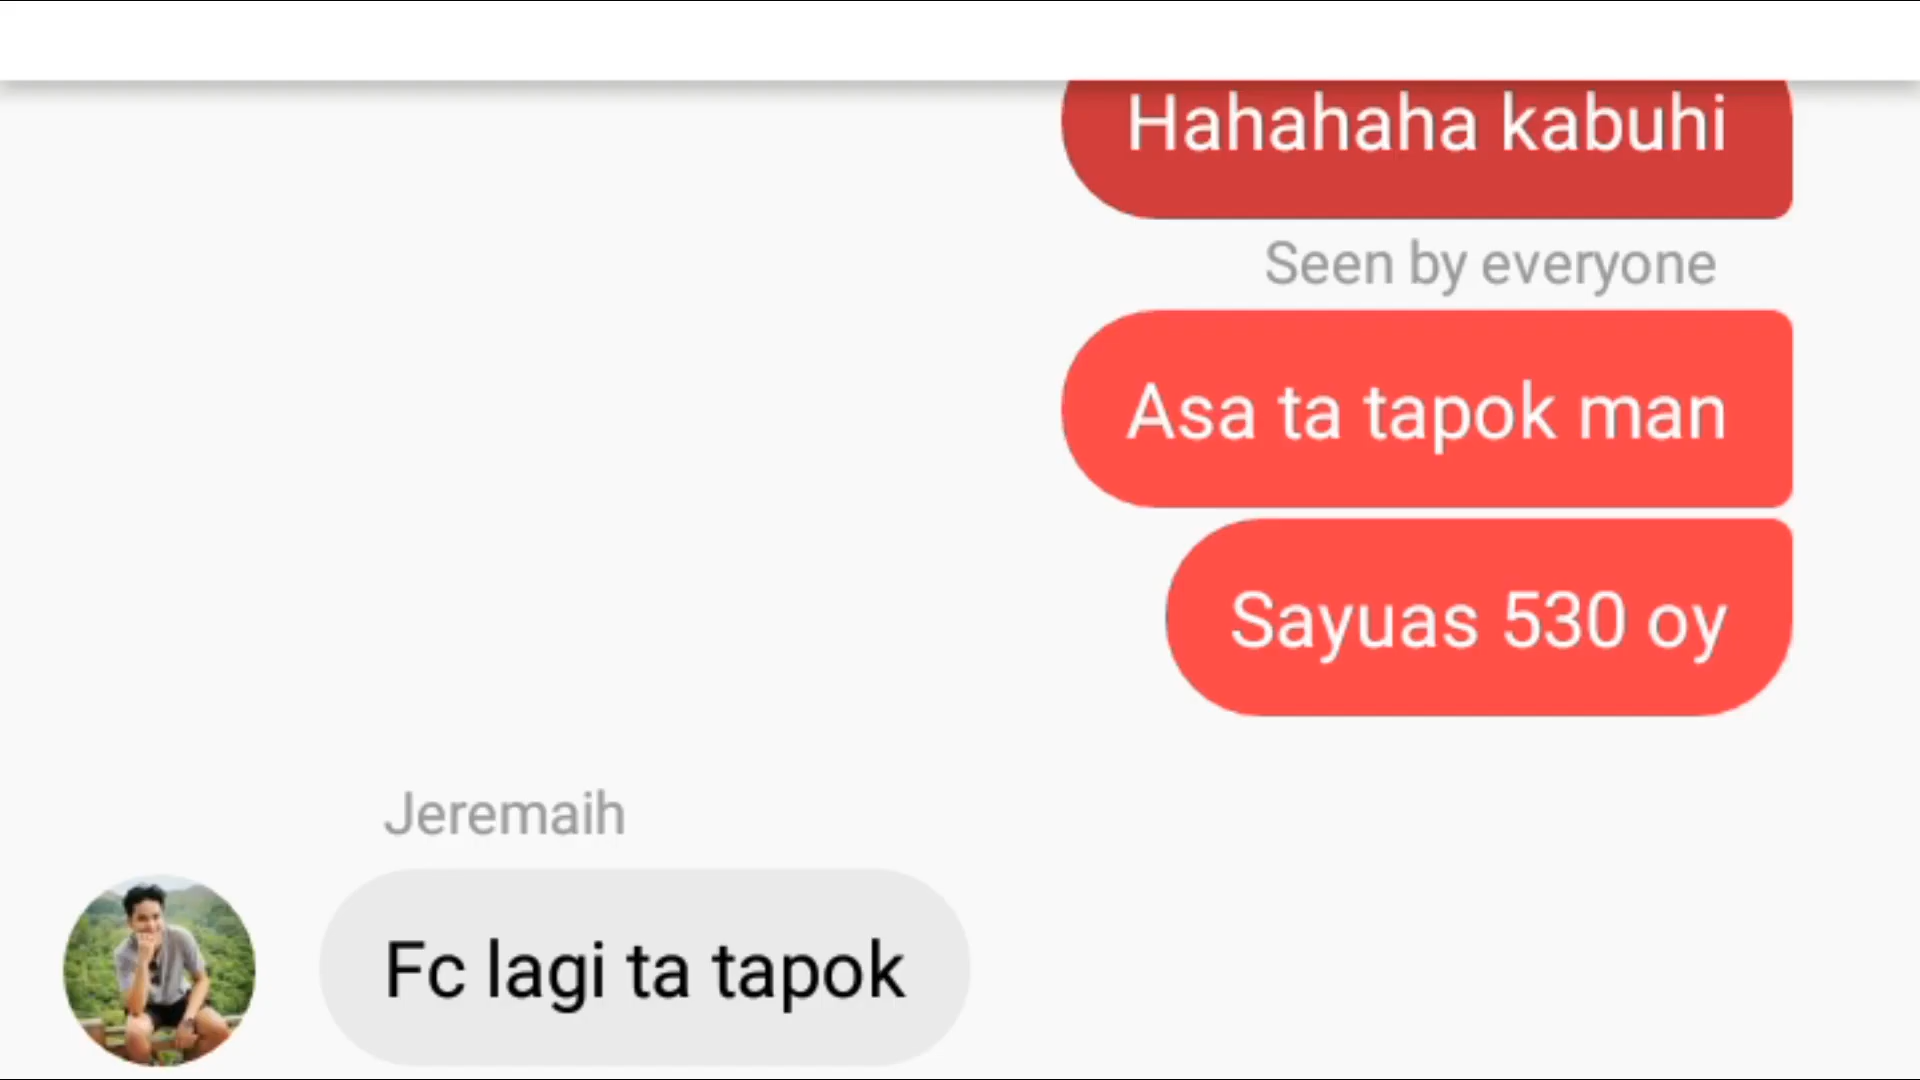 Hahahaha kabuhi
Seen by everyone
Asa ta tapok man
Sayuas 530 oy
Jeremaih
Fc lagi ta tapok